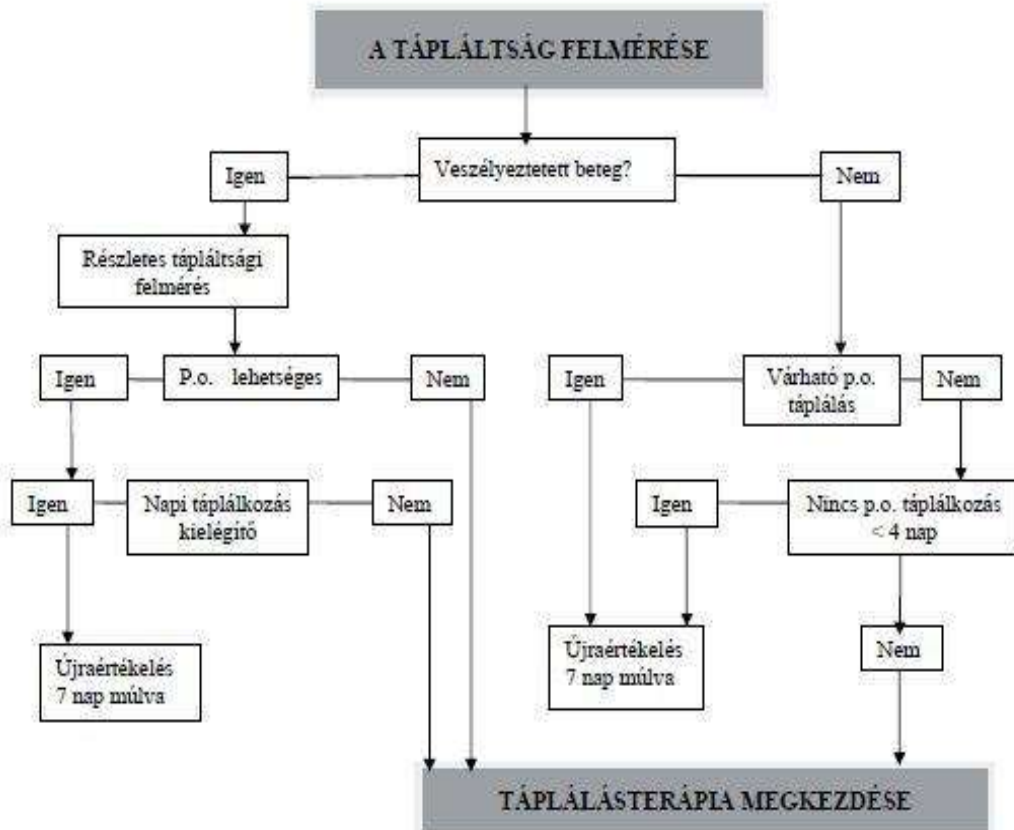 A TÁPLÁLTSÁG FELMÉRÉSE
Veszélyeztetett beteg?
Igen
Nem
Részletes tápláltsági
felmérés
Igen
P.o. lehetséges
Nem
Igen
Várható p.o.
táplálás
Nem
Igen
Napi táplálkozás
kielégítő
Nem
Igen
Nincs p.o. táplálkozás
< 4 nap
Újraértékelés
7 nap múlva
Újraértékelés
7 nap múlva
Nem
TÁPLÁLÁSTERÁPIA MEGKEZDÉSE